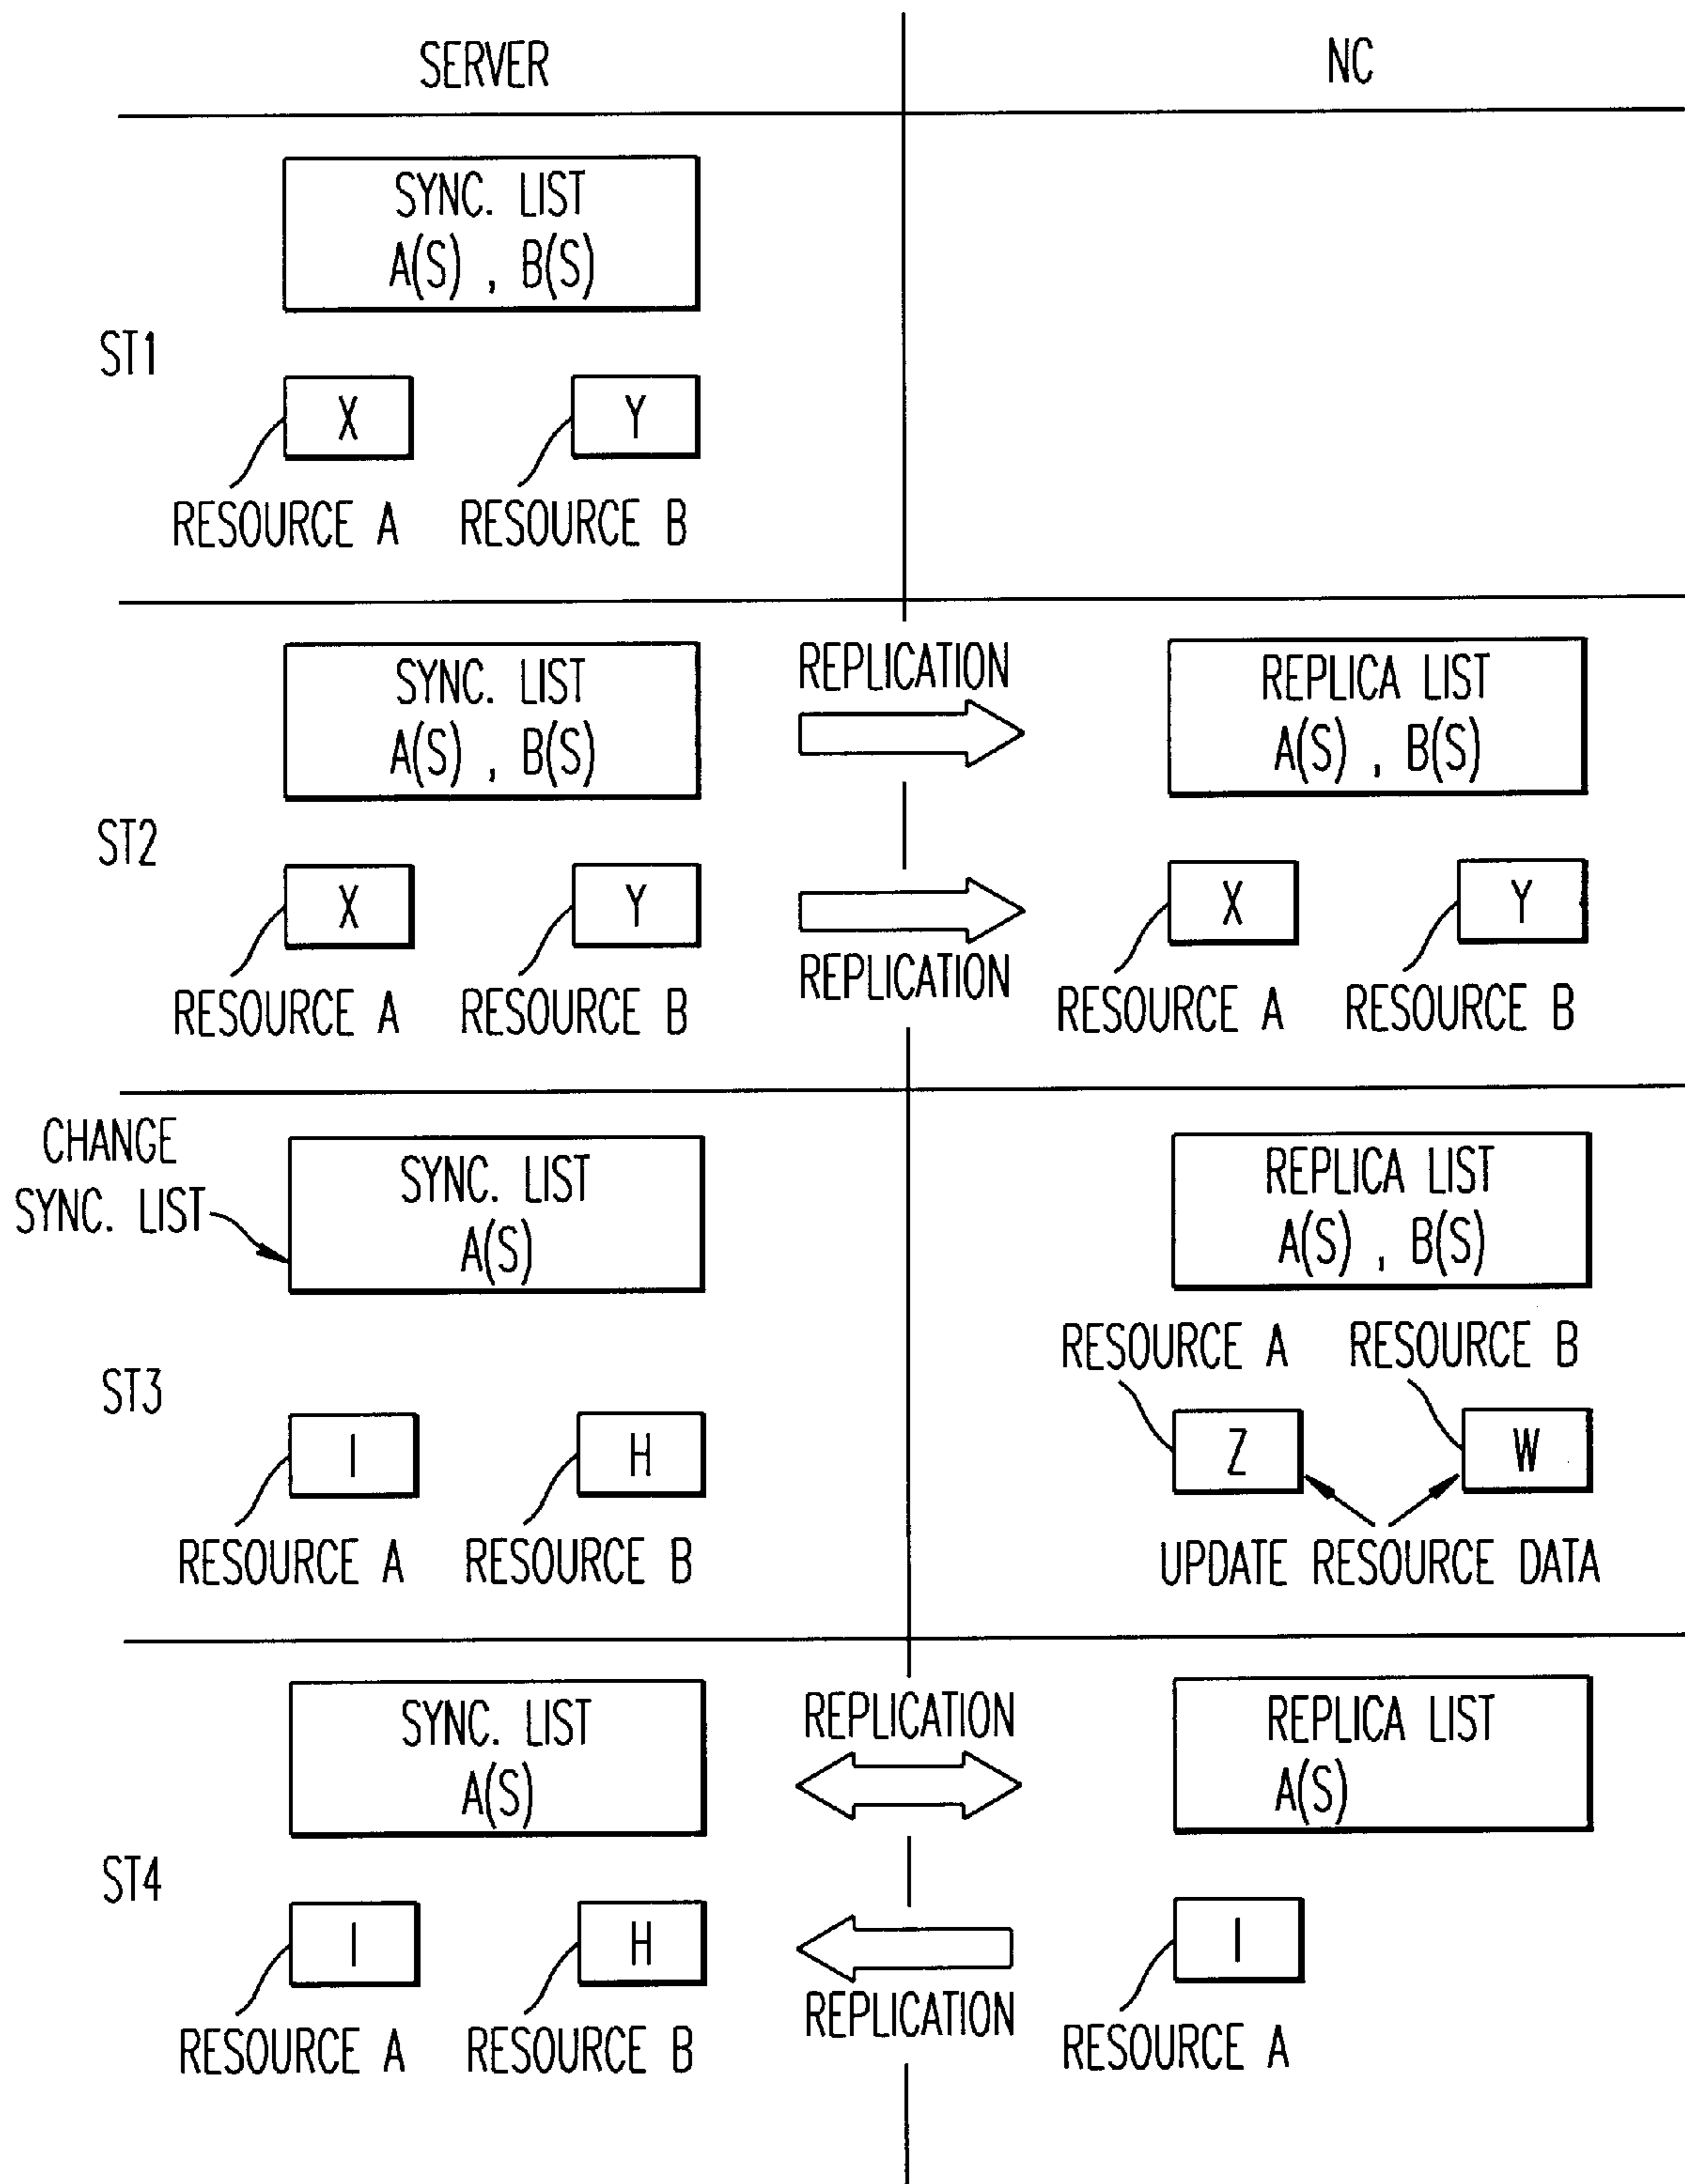 SERVER
NC
SYNC. LIST
A(S) , B(S)
ST1
X
Y
RESOURCE A
RESOURCE B
SYNC. LIST
A(S) , B(S)
REPLICATION
REPLICA LIST
A(S) , B(S)
ST2
X
Y
REPLICATION
X
Y
RESOURCE A
RESOURCE B
RESOURCE A
RESOURCE B
CHANGE
SYNC. LIST
SYNC. LIST
A(S)
REPLICA LIST
A(S) , B(S)
RESOURCE A
RESOURCE B
ST3
I
H
Z
W
RESOURCE A
RESOURCE B
UPDATE RESOURCE DATA
SYNC. LIST
A(S)
REPLICATION
REPLICA LIST
A(S)
ST4
I
H
REPLICATION
I
RESOURCE A
RESOURCE B
RESOURCE A